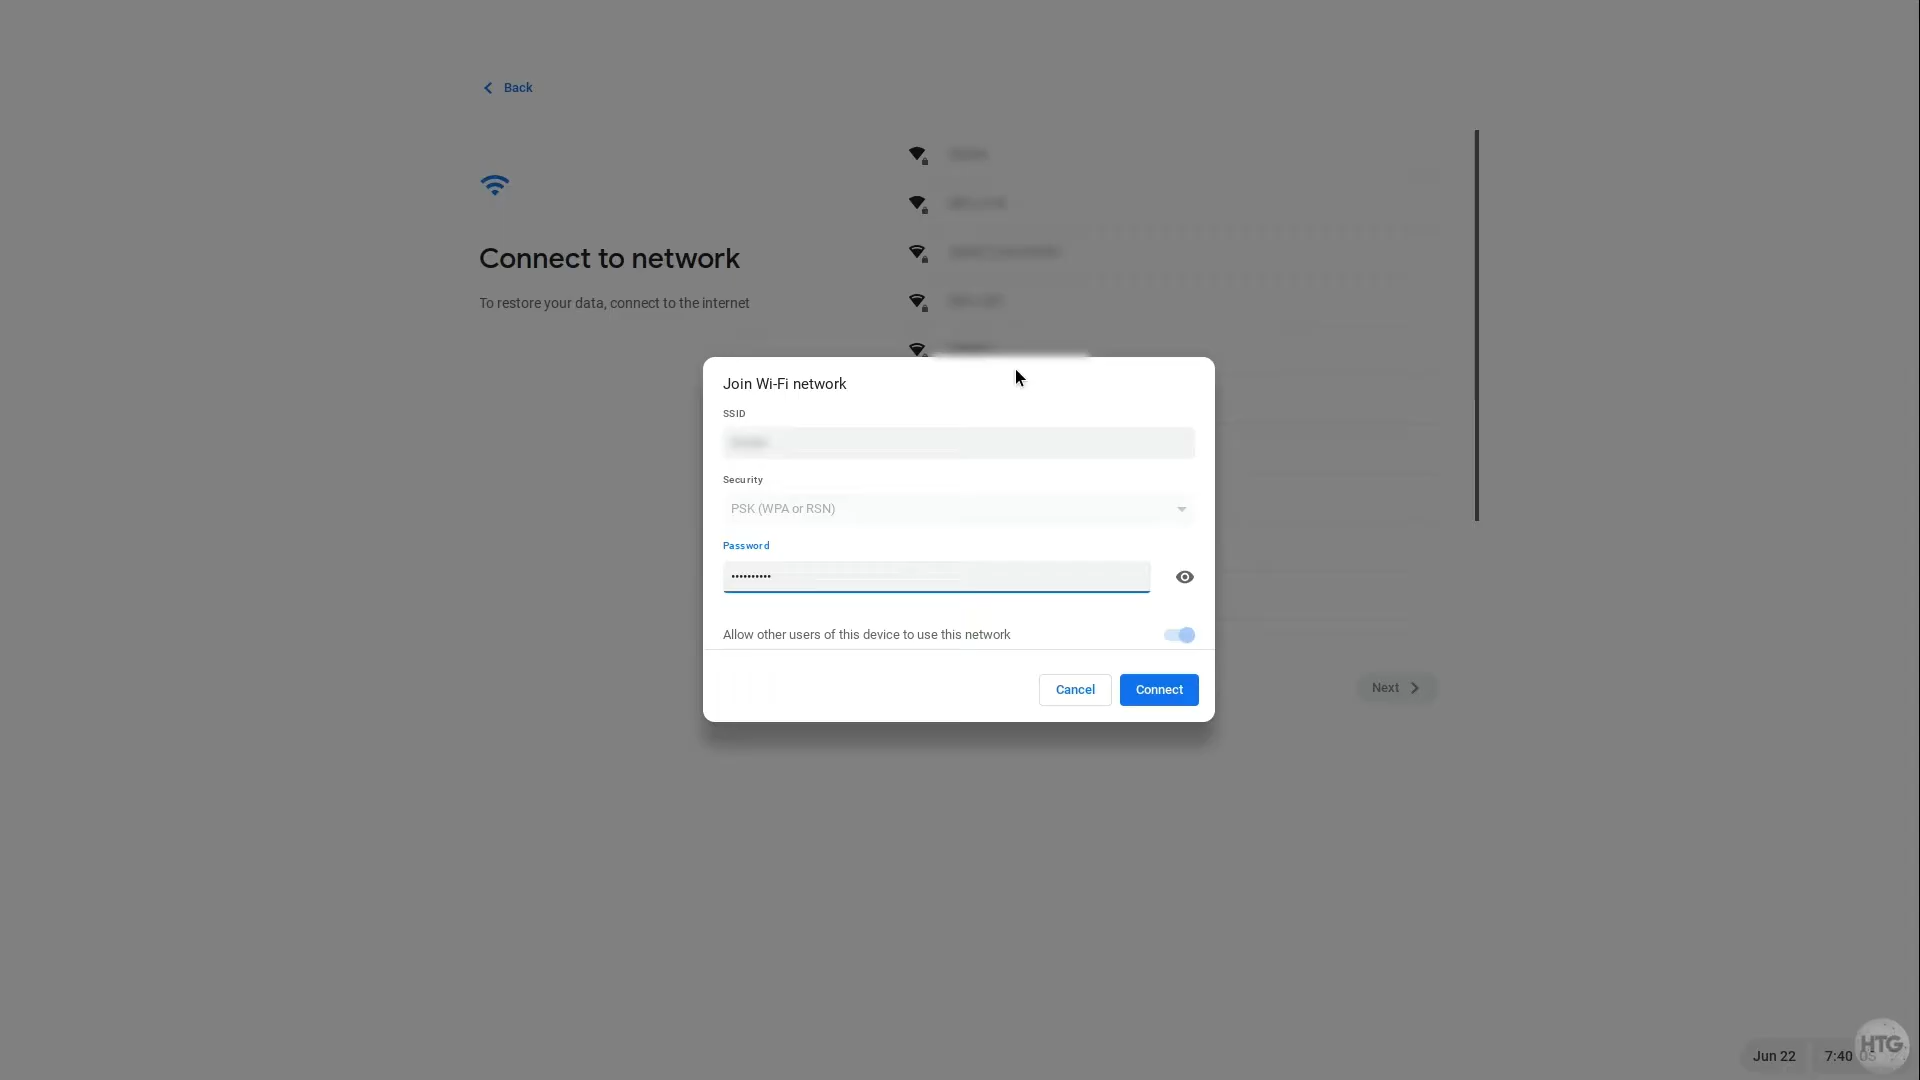 Back
Connect to network
To restore your data, connect to the internet
Join Wi-Fi network
SSID
Security
PSK (WPA or RSN)
Password
••••••••••
Allow other users of this device to use this network
Cancel
Connect
Next
Jun 22
7:40
HTG